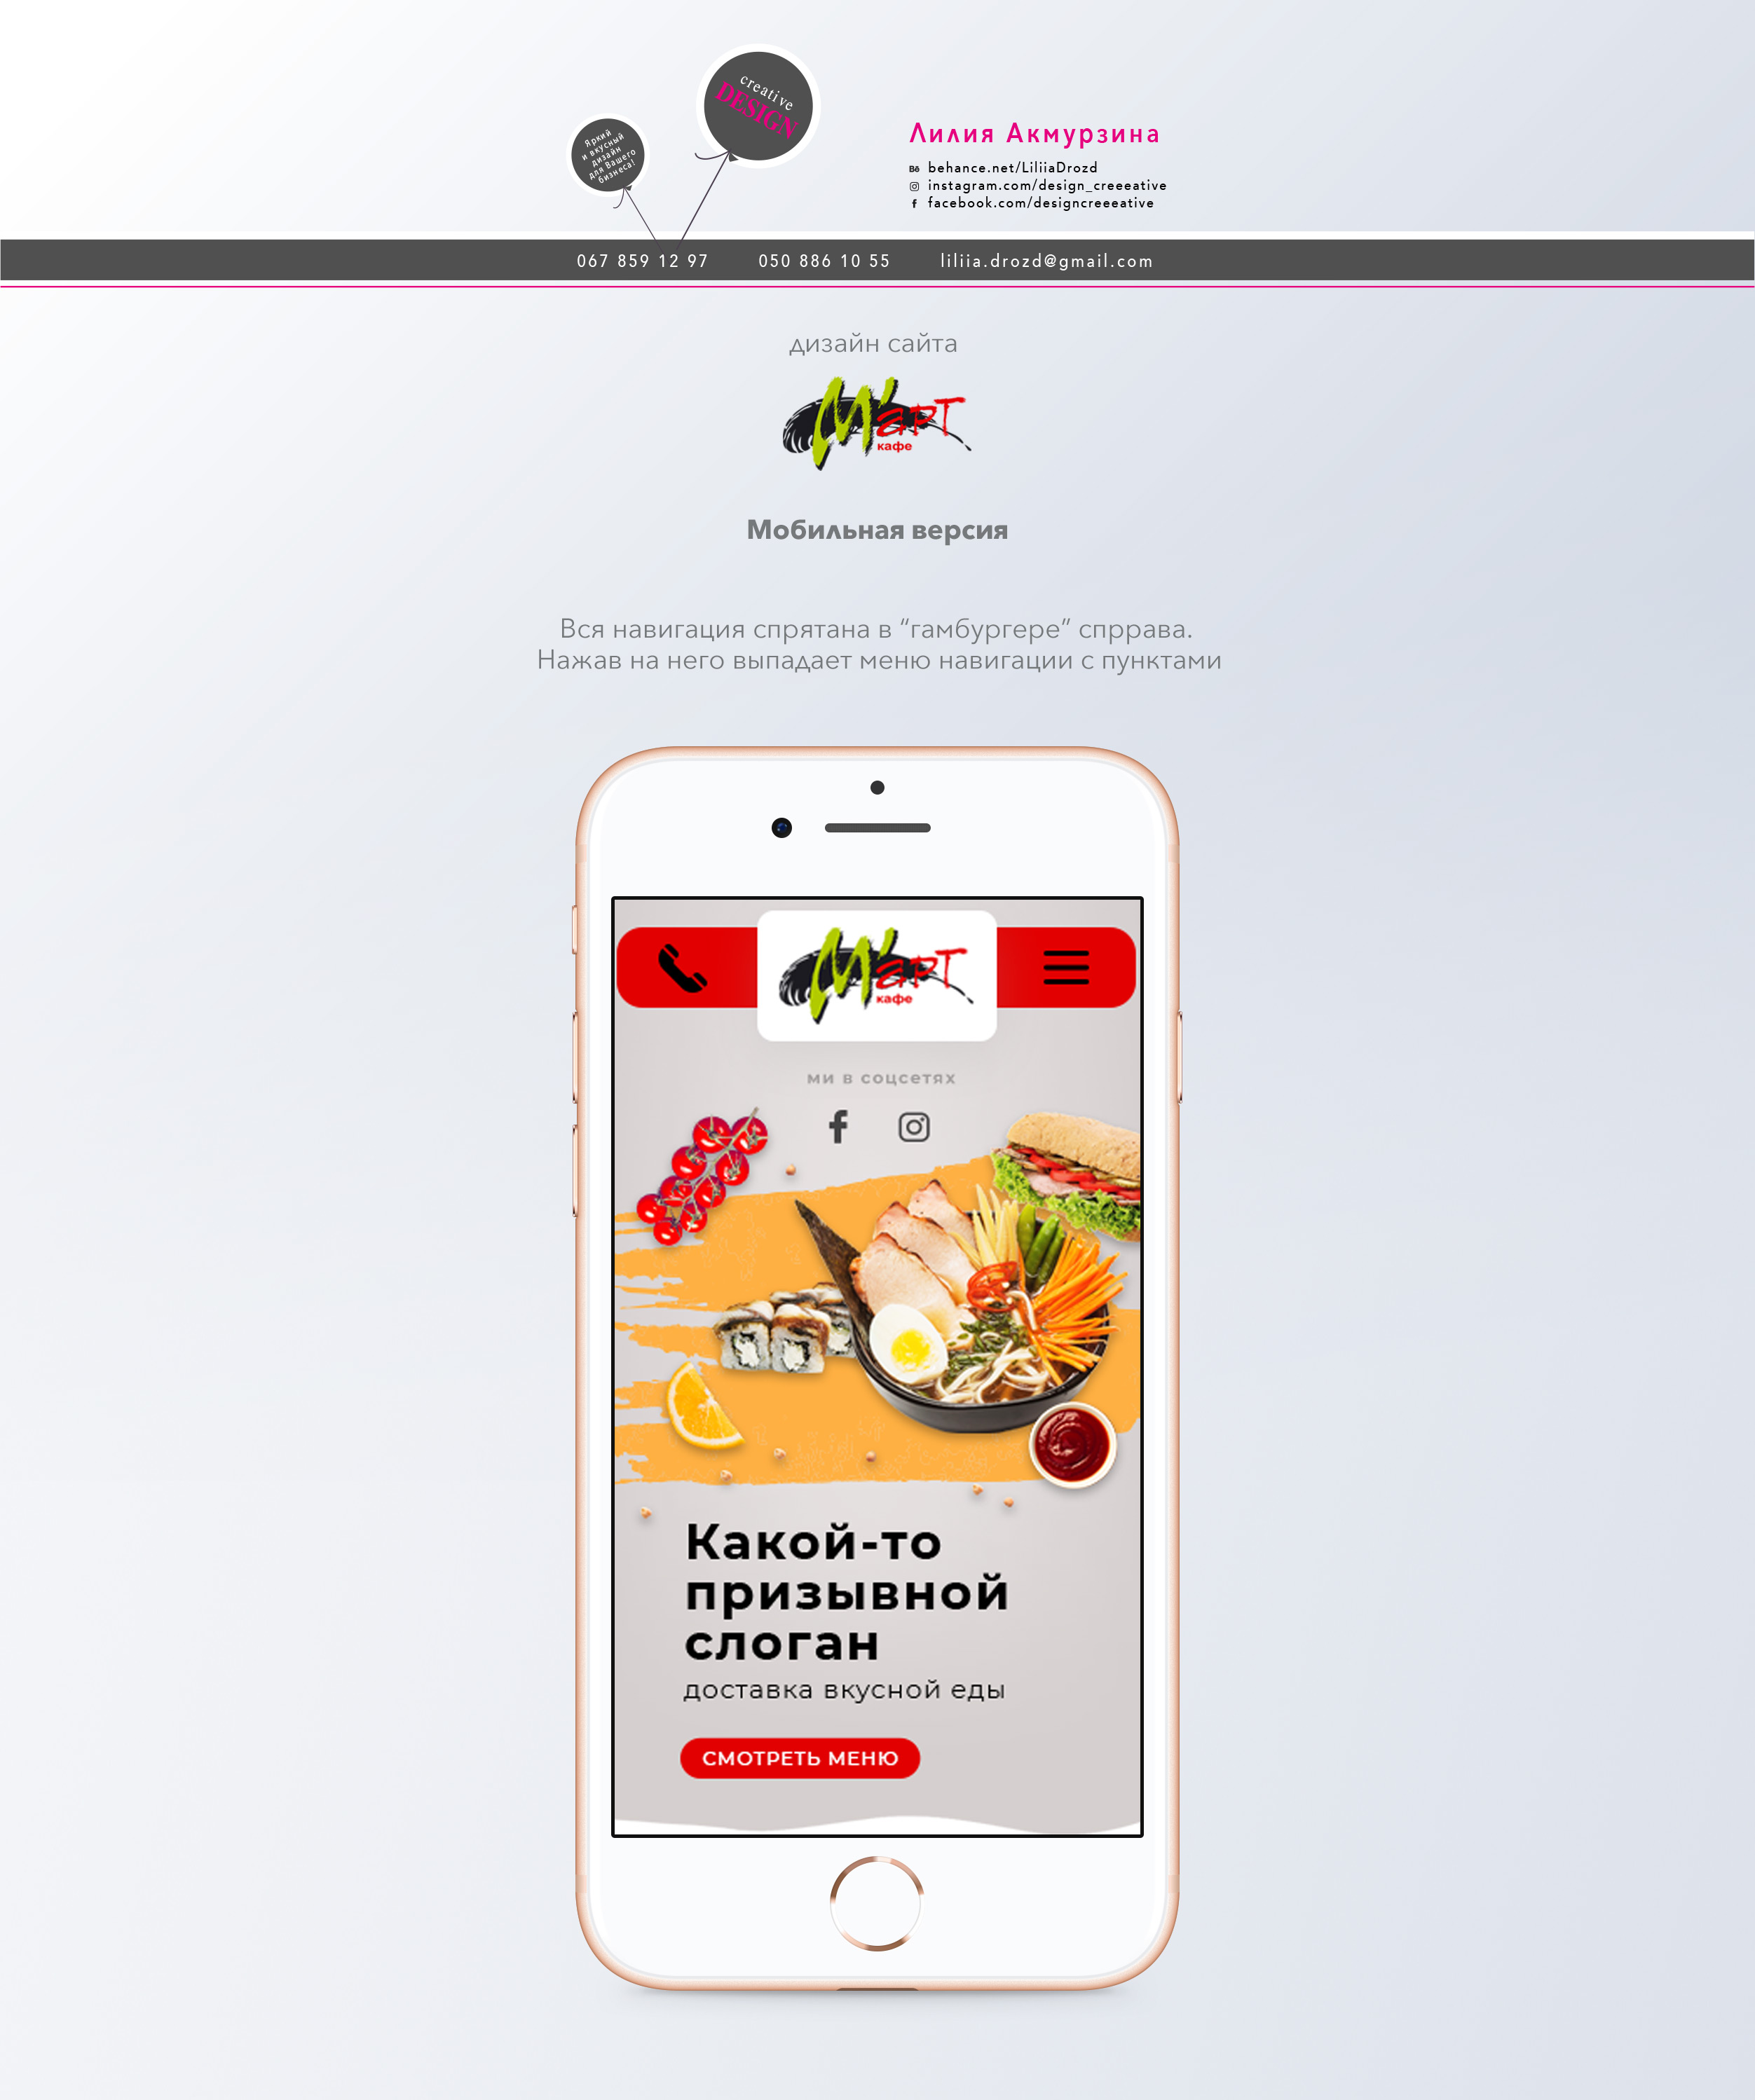 creative
DESIGN
Яркий
и вкусный
дизайн
для Вашего
бизнеса!
Лилия Акмурзина
Bē behance.net/LiliiaDrozd
instagram.com/design_creeeative
f facebook.com/designcreeeative
067 859 12 97 050 886 10 55 liliia.drozd@gmail.com
дизайн сайта
М'арт
кафе
Мобильная версия
Вся навигация спрятана в “гамбургере” спррава.
Нажав на него выпадает меню навигации с пунктами
М'арт
кафе
ми в соцсетях
f
Какой-то
призывной
слоган
доставка вкусной еды
СМОТРЕТЬ МЕНЮ